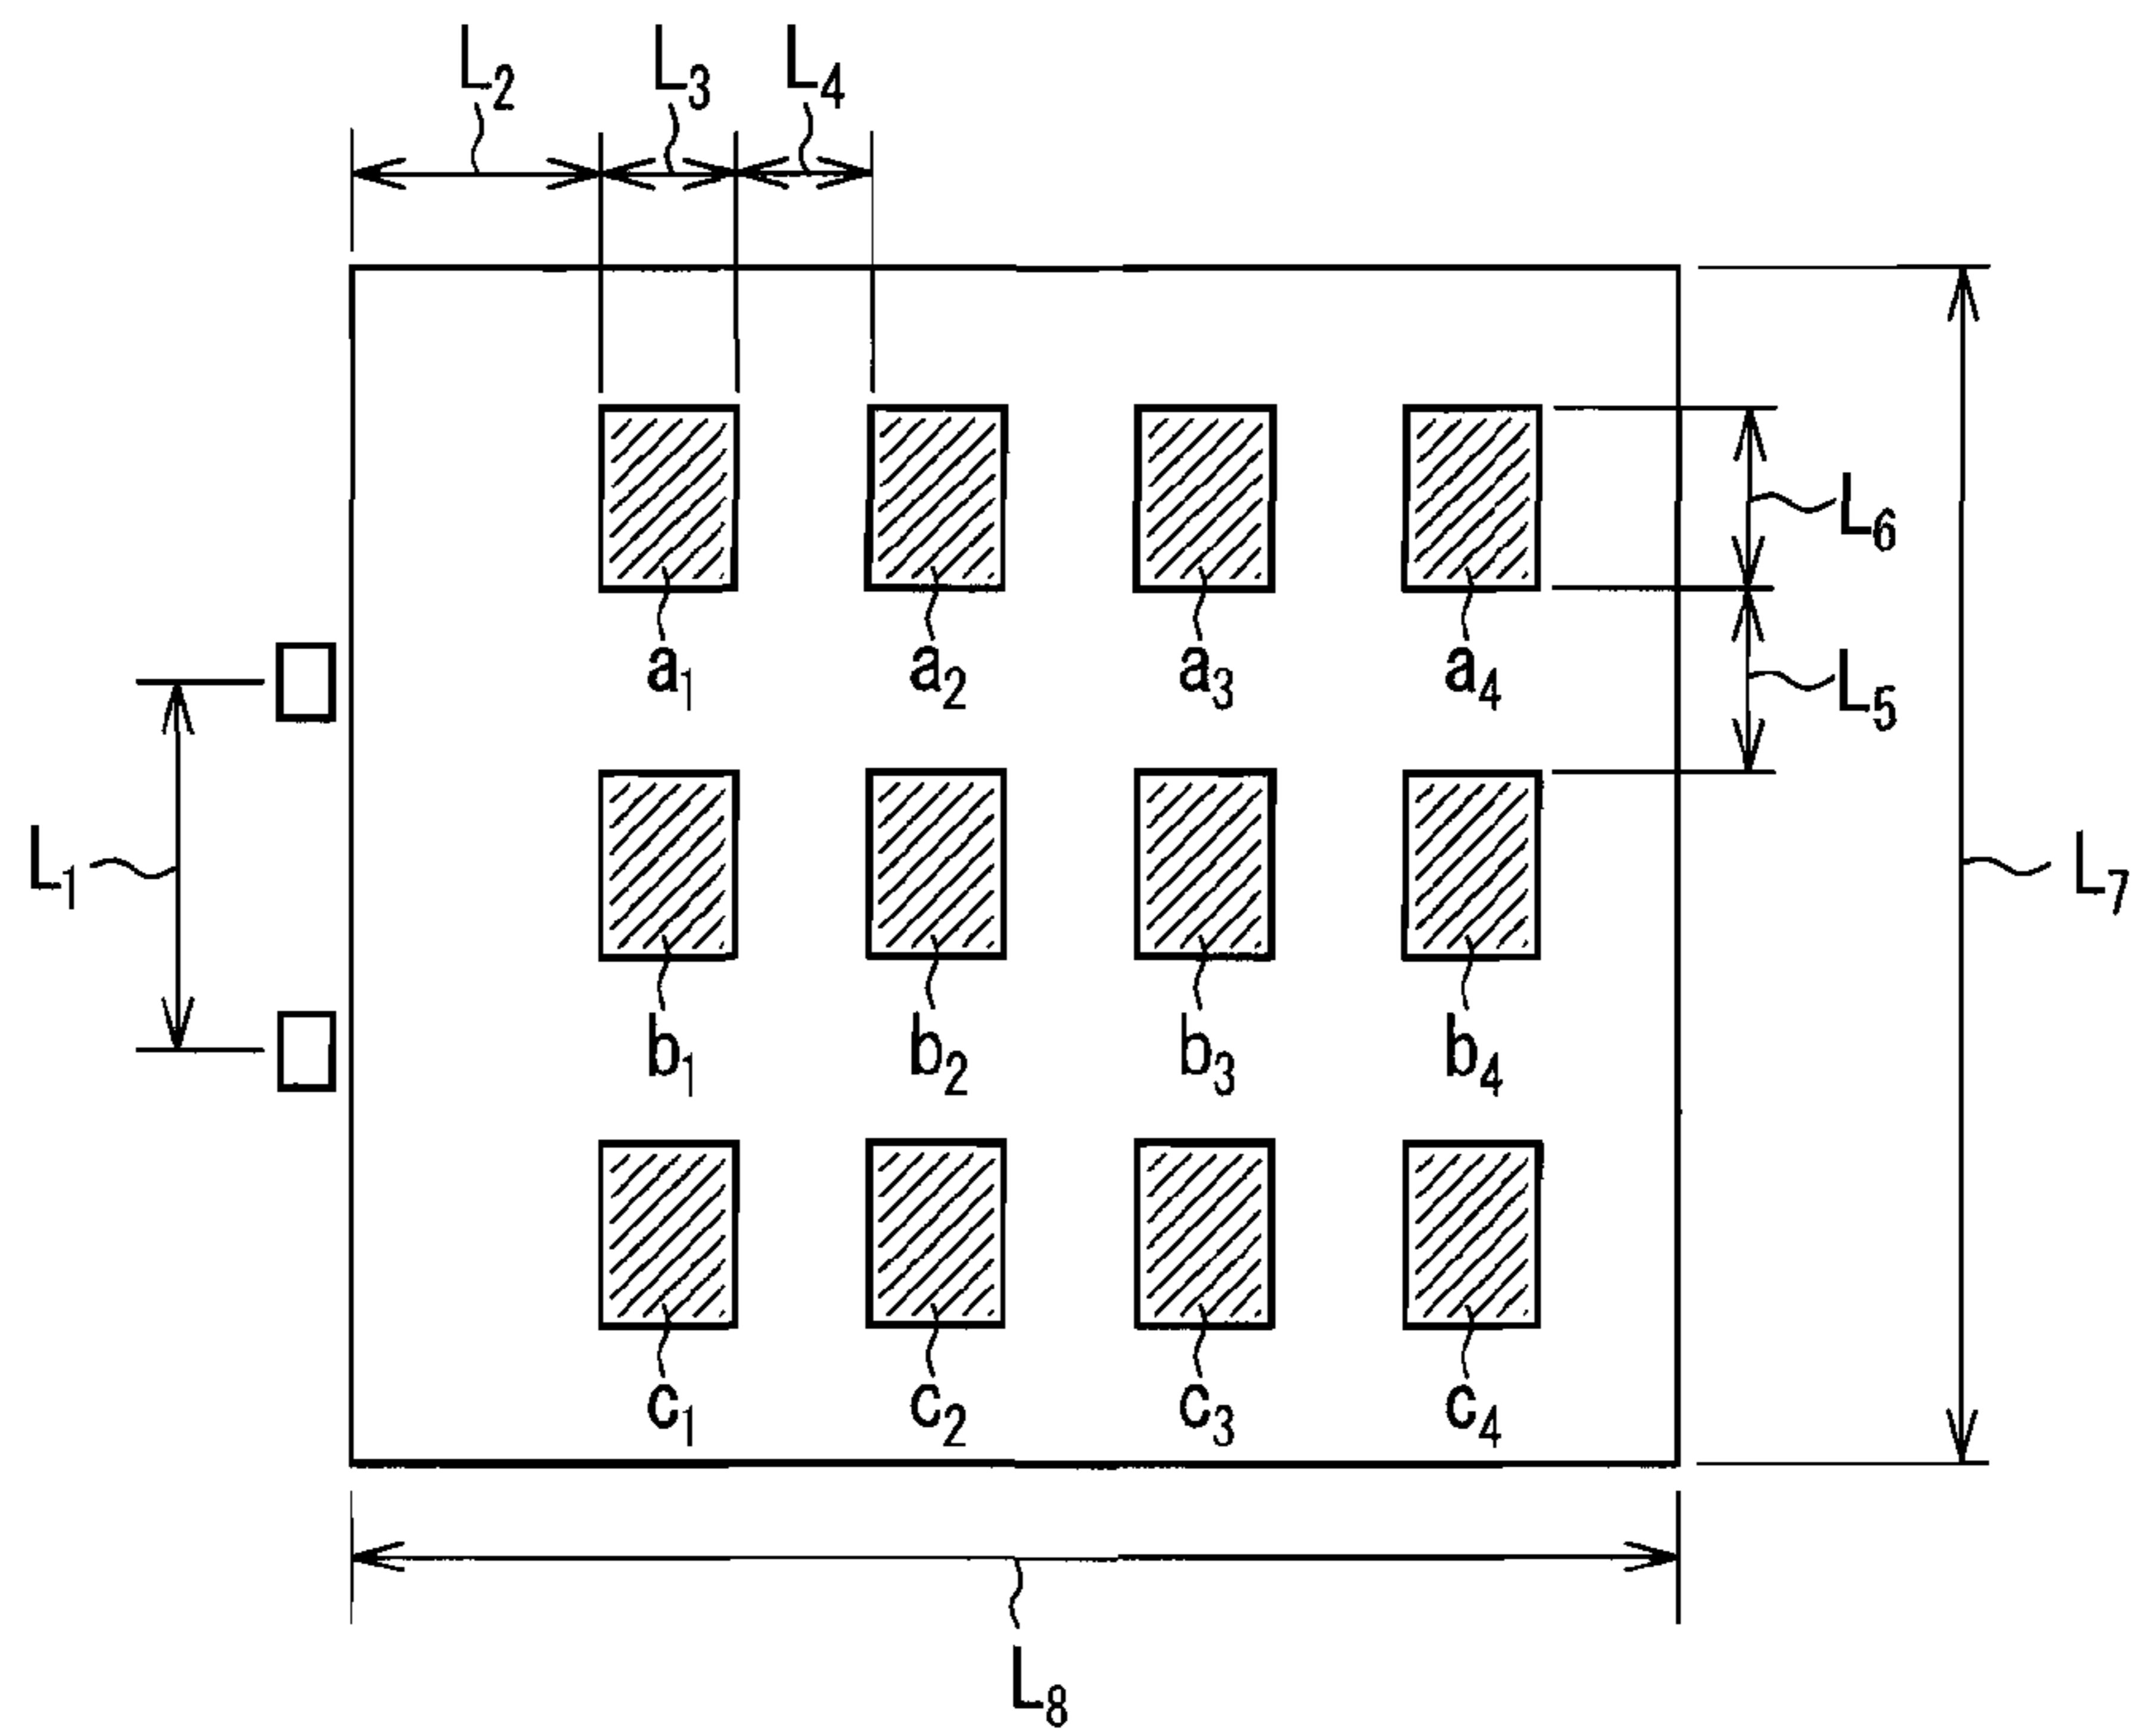 L₂ L₃ L₄
L₆
a₁ a₂ a₃ a₄ L₅
L₁ L₇
b₁ b₂ b₃ b₄
c₁ c₂ c₃ c₄
L₈